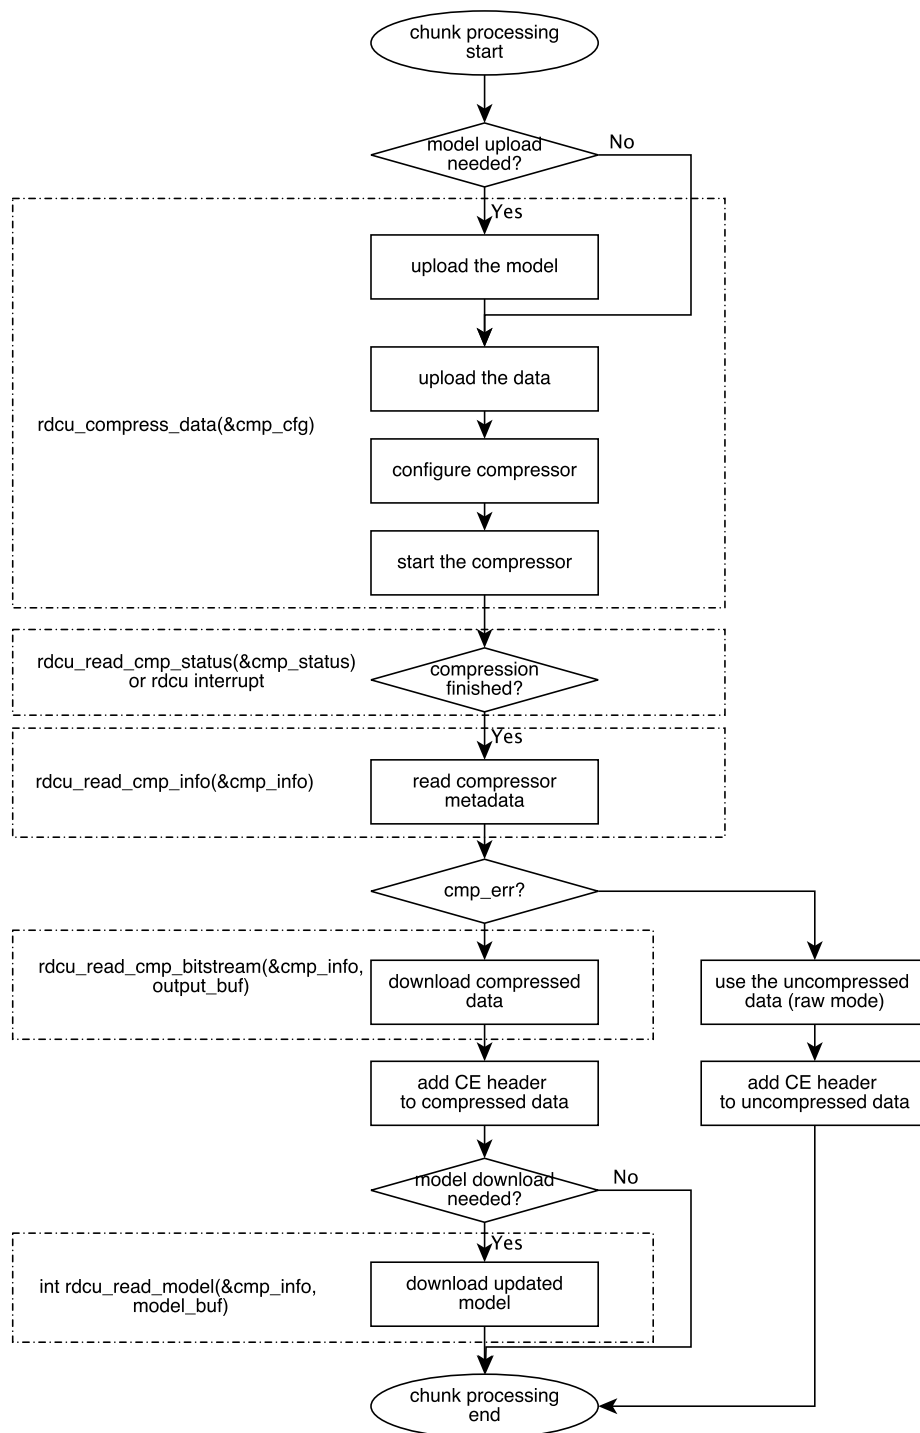 chunk processing
start
model upload
needed?
No
Yes
upload the model
upload the data
rdcu_compress_data(&cmp_cfg)
configure compressor
start the compressor
rdcu_read_cmp_status(&cmp_status)
or rdcu interrupt
compression
finished?
Yes
rdcu_read_cmp_info(&cmp_info)
read compressor
metadata
cmp_err?
rdcu_read_cmp_bitstream(&cmp_info,
output_buf)
download compressed
data
use the uncompressed
data (raw mode)
add CE header
to compressed data
add CE header
to uncompressed data
model download
needed?
No
Yes
int rdcu_read_model(&cmp_info,
model_buf)
download updated
model
chunk processing
end